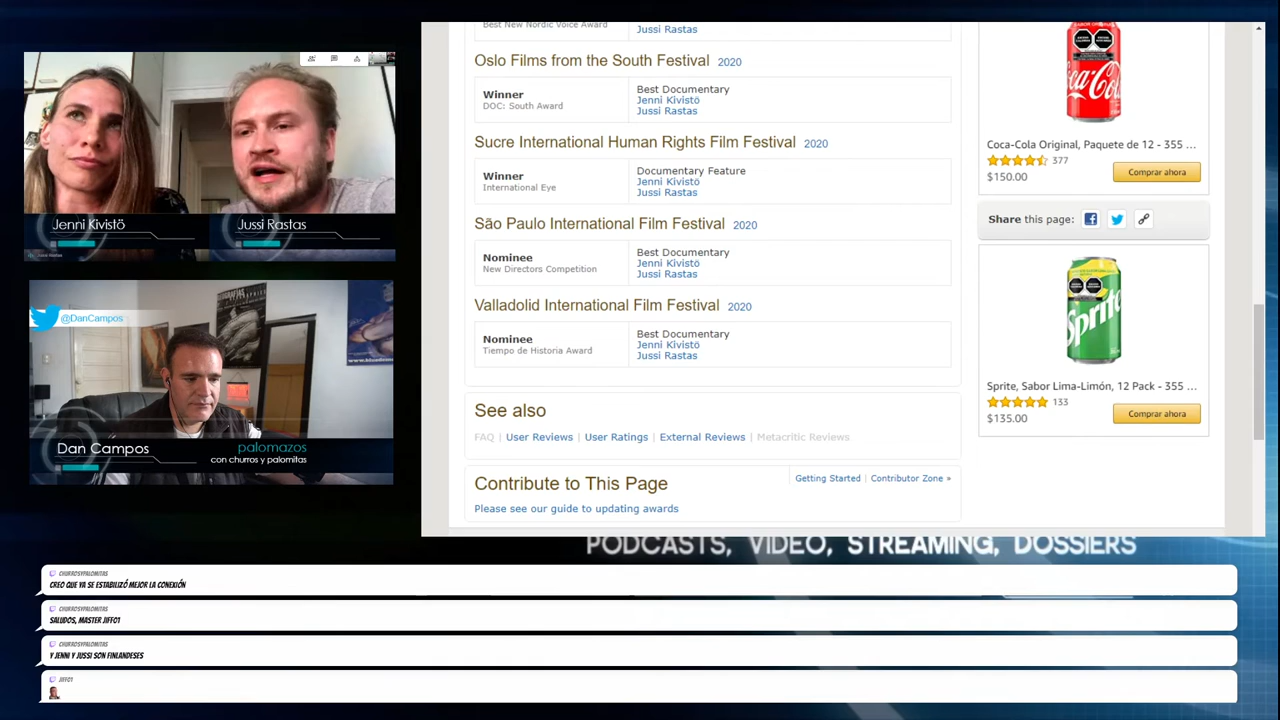 Jenni Kivistö
Jussi Rastas
Jussi Rastas
@DanCampos
Dan Campos
palomazos
con churros y palomitas
Best New Nordic Voice Award
Jussi Rastas
Oslo Films from the South Festival 2020
Winner
DOC: South Award
Best Documentary
Jenni Kivistö
Jussi Rastas
Sucre International Human Rights Film Festival 2020
Winner
International Eye
Documentary Feature
Jenni Kivistö
Jussi Rastas
São Paulo International Film Festival 2020
Nominee
New Directors Competition
Best Documentary
Jenni Kivistö
Jussi Rastas
Valladolid International Film Festival 2020
Nominee
Tiempo de Historia Award
Best Documentary
Jenni Kivistö
Jussi Rastas
See also
FAQ | User Reviews | User Ratings | External Reviews | Metacritic Reviews
Contribute to This Page
Getting Started | Contributor Zone »
Please see our guide to updating awards
Coca-Cola
Coca-Cola Original, Paquete de 12 - 355 ...
377
$150.00
Comprar ahora
Share this page:
Sprite
Sprite, Sabor Lima-Limón, 12 Pack - 355 ...
133
$135.00
Comprar ahora
PODCASTS, VIDEO, STREAMING, DOSSIERS
CHURROSYPALOMITAS
CREO QUE YA SE ESTABILIZÓ MEJOR LA CONEXIÓN
CHURROSYPALOMITAS
SALUDOS, MASTER JIFF01
CHURROSYPALOMITAS
Y JENNI Y JUSSI SON FINLANDESES
JIFF01